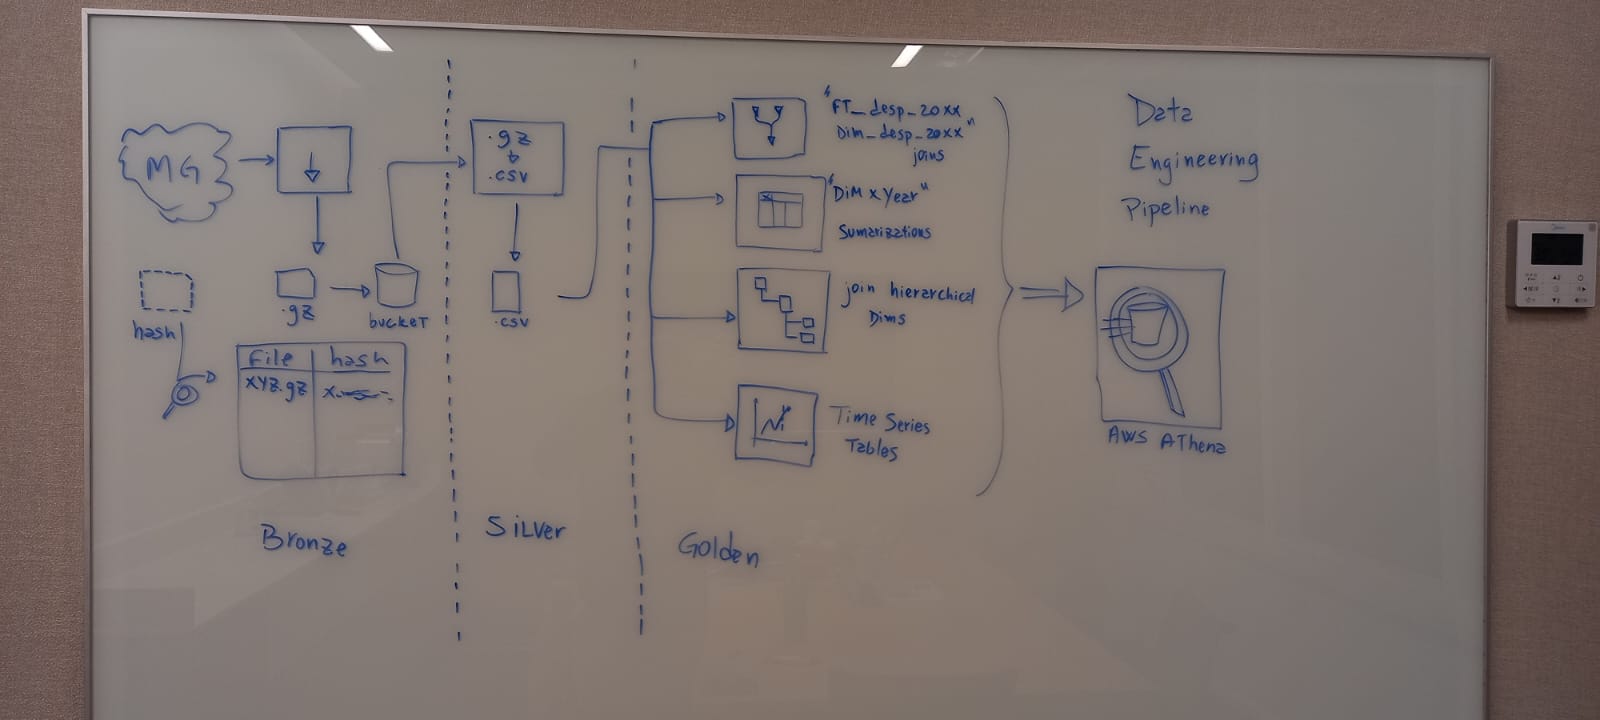 MG
.gz
bucket
hash
File hash
xyz.gz
Bronze
.gz
.csv
.csv
Silver
"FT_desp_20xx
Dim_desp_20xx"
joins
"DiM x Year"
Sumarizations
join hierarchical
Dims
Time Series
Tables
Golden
Data
Engineering
Pipeline
AWS AThena